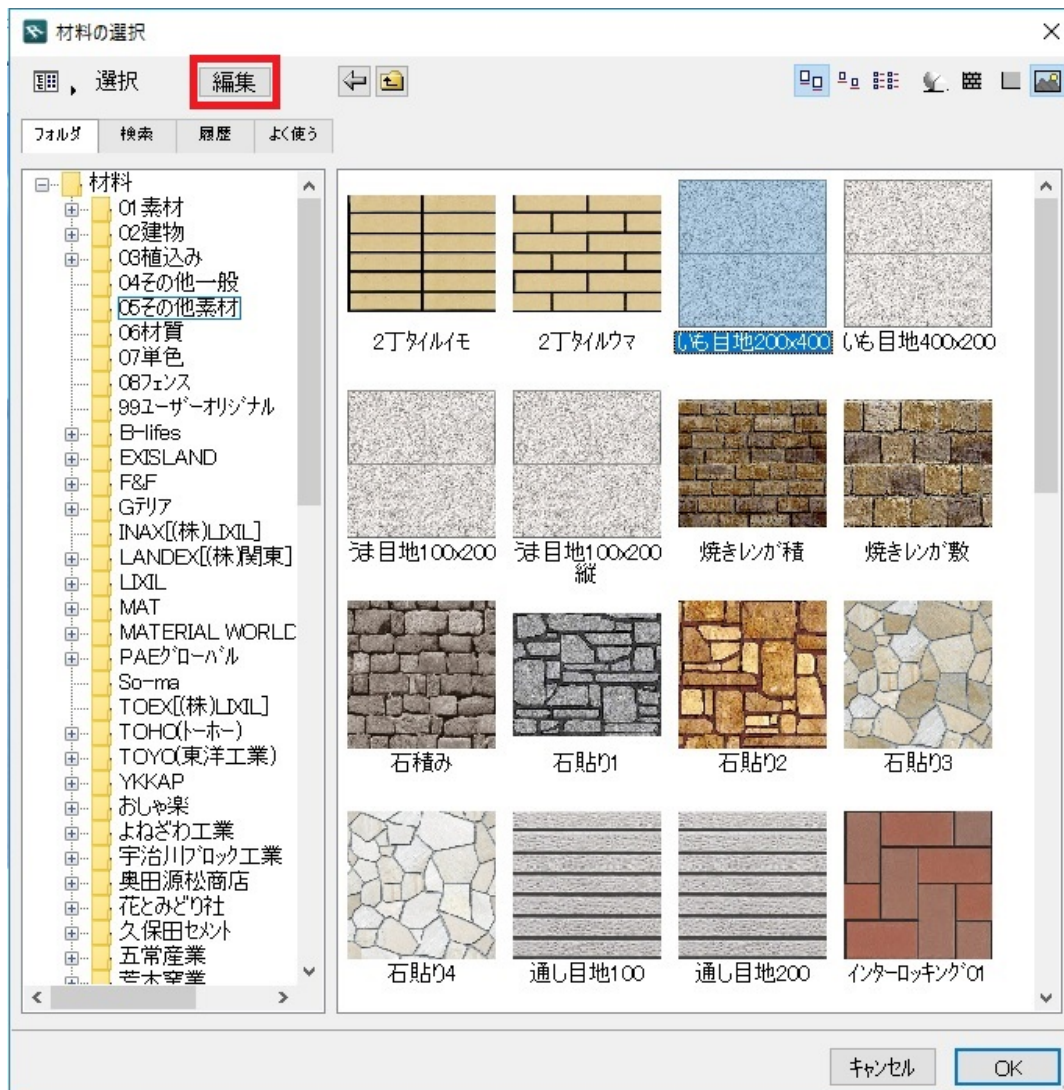 材料の選択
選択 編集
フォルダ 検索 履歴 よく使う
材料
01素材
02建物
03植込み
04その他一般
05その他素材
06材質
07単色
08フェンス
99ユーザーオリジナル
B-lifes
EXISLAND
F&F
Gテリア
INAX[(株)LIXIL]
LANDEX[(株)関東]
LIXIL
MAT
MATERIAL WORLD
PAEグローバル
So-ma
TOEX[(株)LIXIL]
TOHO(トーホー)
TOYO(東洋工業)
YKKAP
おしゃ楽
よねざわ工業
宇治川ブロック工業
奥田源松商店
花とみどり社
久保田セメント
五常産業
荒木窯業
2丁タイルイモ 2丁タイルウマ いも目地200x400 いも目地400x200
うま目地100x200 うま目地100x200 焼きレンガ積 焼きレンガ敷
縦
石積み 石貼り1 石貼り2 石貼り3
石貼り4 通し目地100 通し目地200 インターロッキング01
キャンセル OK